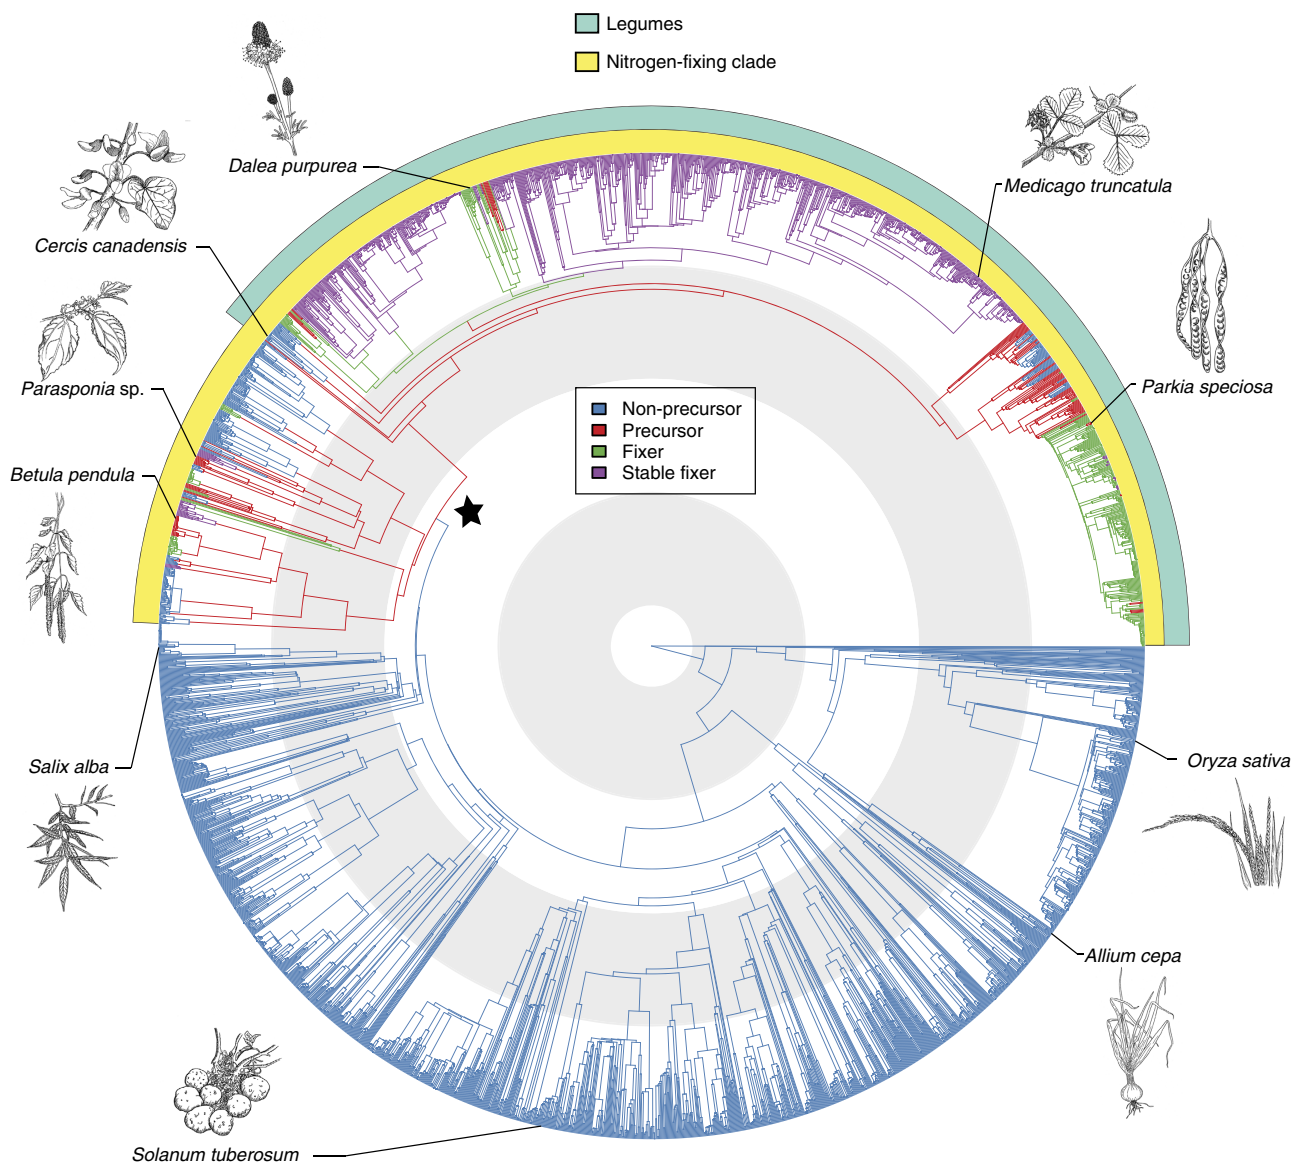 Legumes
Nitrogen-fixing clade
Dalea purpurea
Medicago truncatula
Cercis canadensis
Parasponia sp.
Parkia speciosa
Non-precursor
Precursor
Fixer
Stable fixer
Betula pendula
Salix alba
Oryza sativa
Allium cepa
Solanum tuberosum